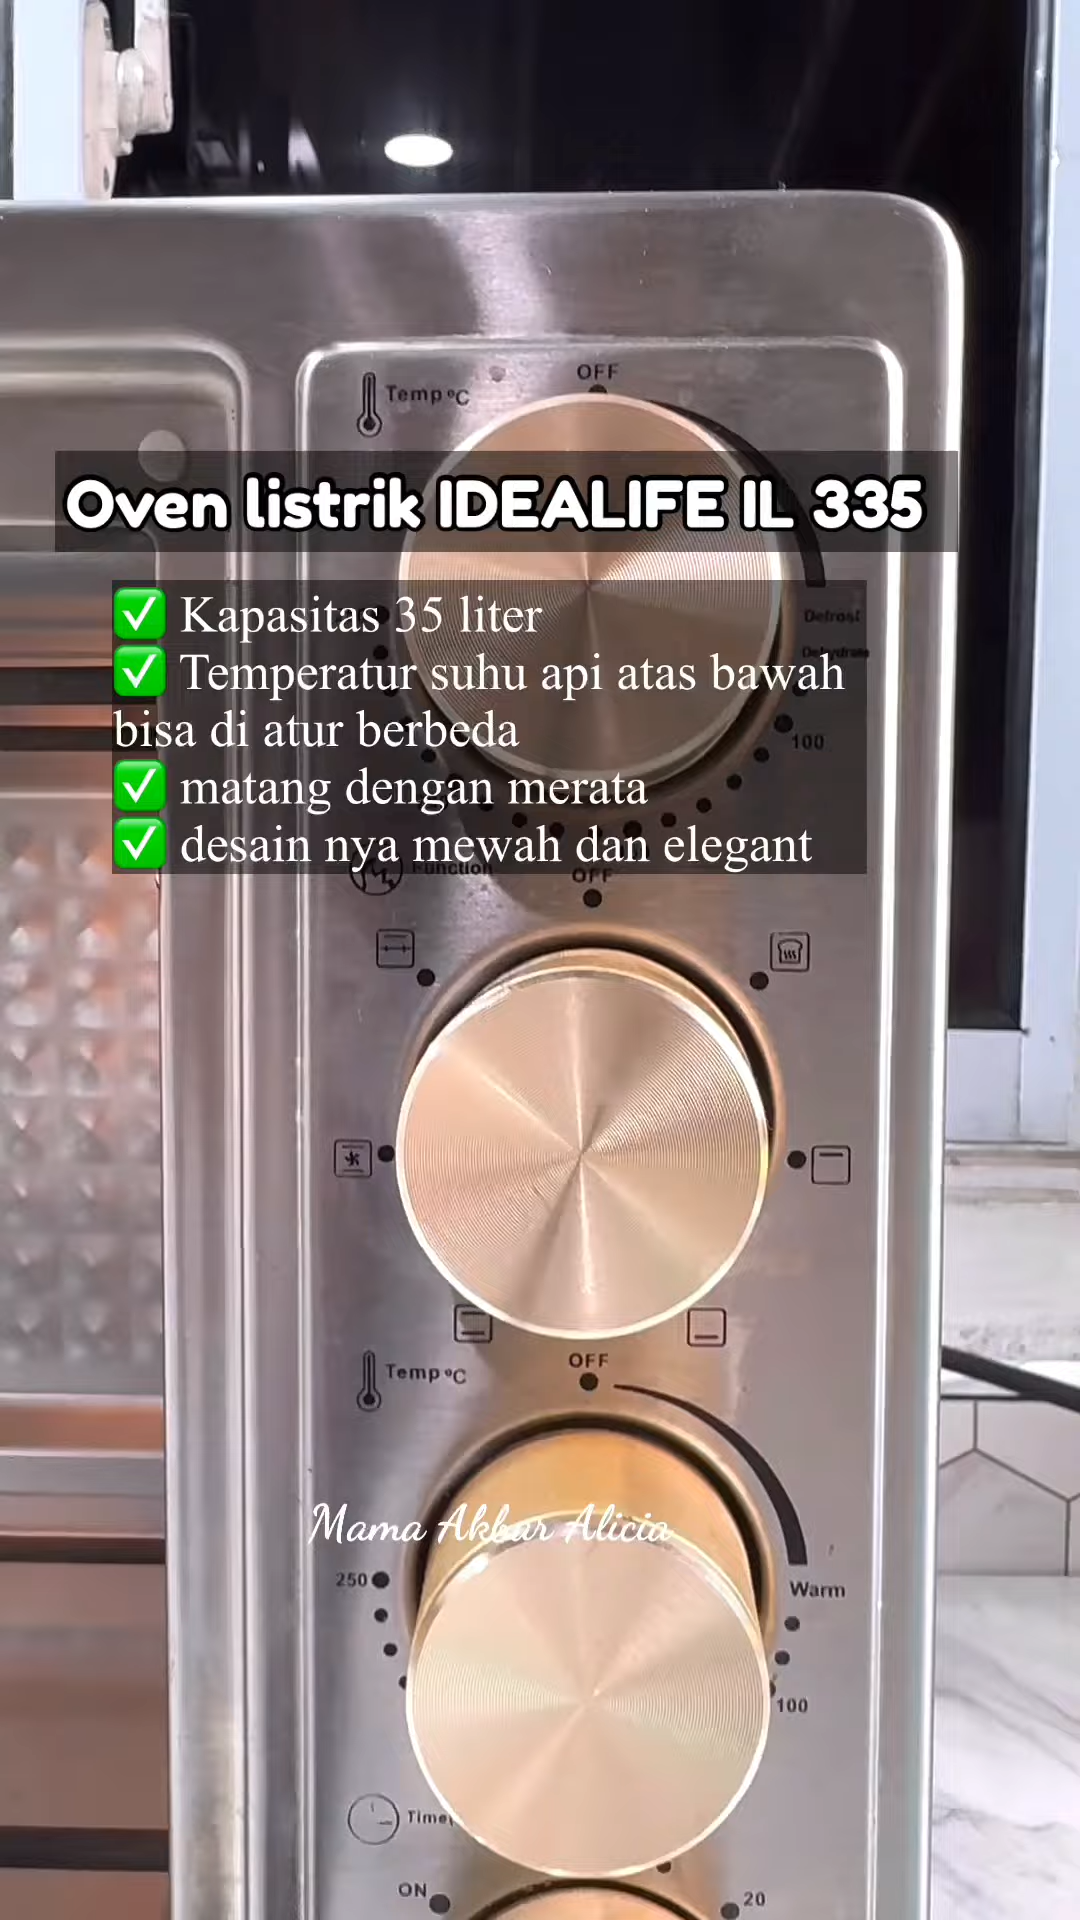 OFF
Temp °C
Oven listrik IDEALIFE IL 335
✅ Kapasitas 35 liter
Defrost
Dehydrate
✅ Temperatur suhu api atas bawah
bisa di atur berbeda
100
✅ matang dengan merata
✅ desain nya mewah dan elegant
Function
OFF
OFF
Temp °C
Mama Akbar Alicia
250
Warm
100
ON
20